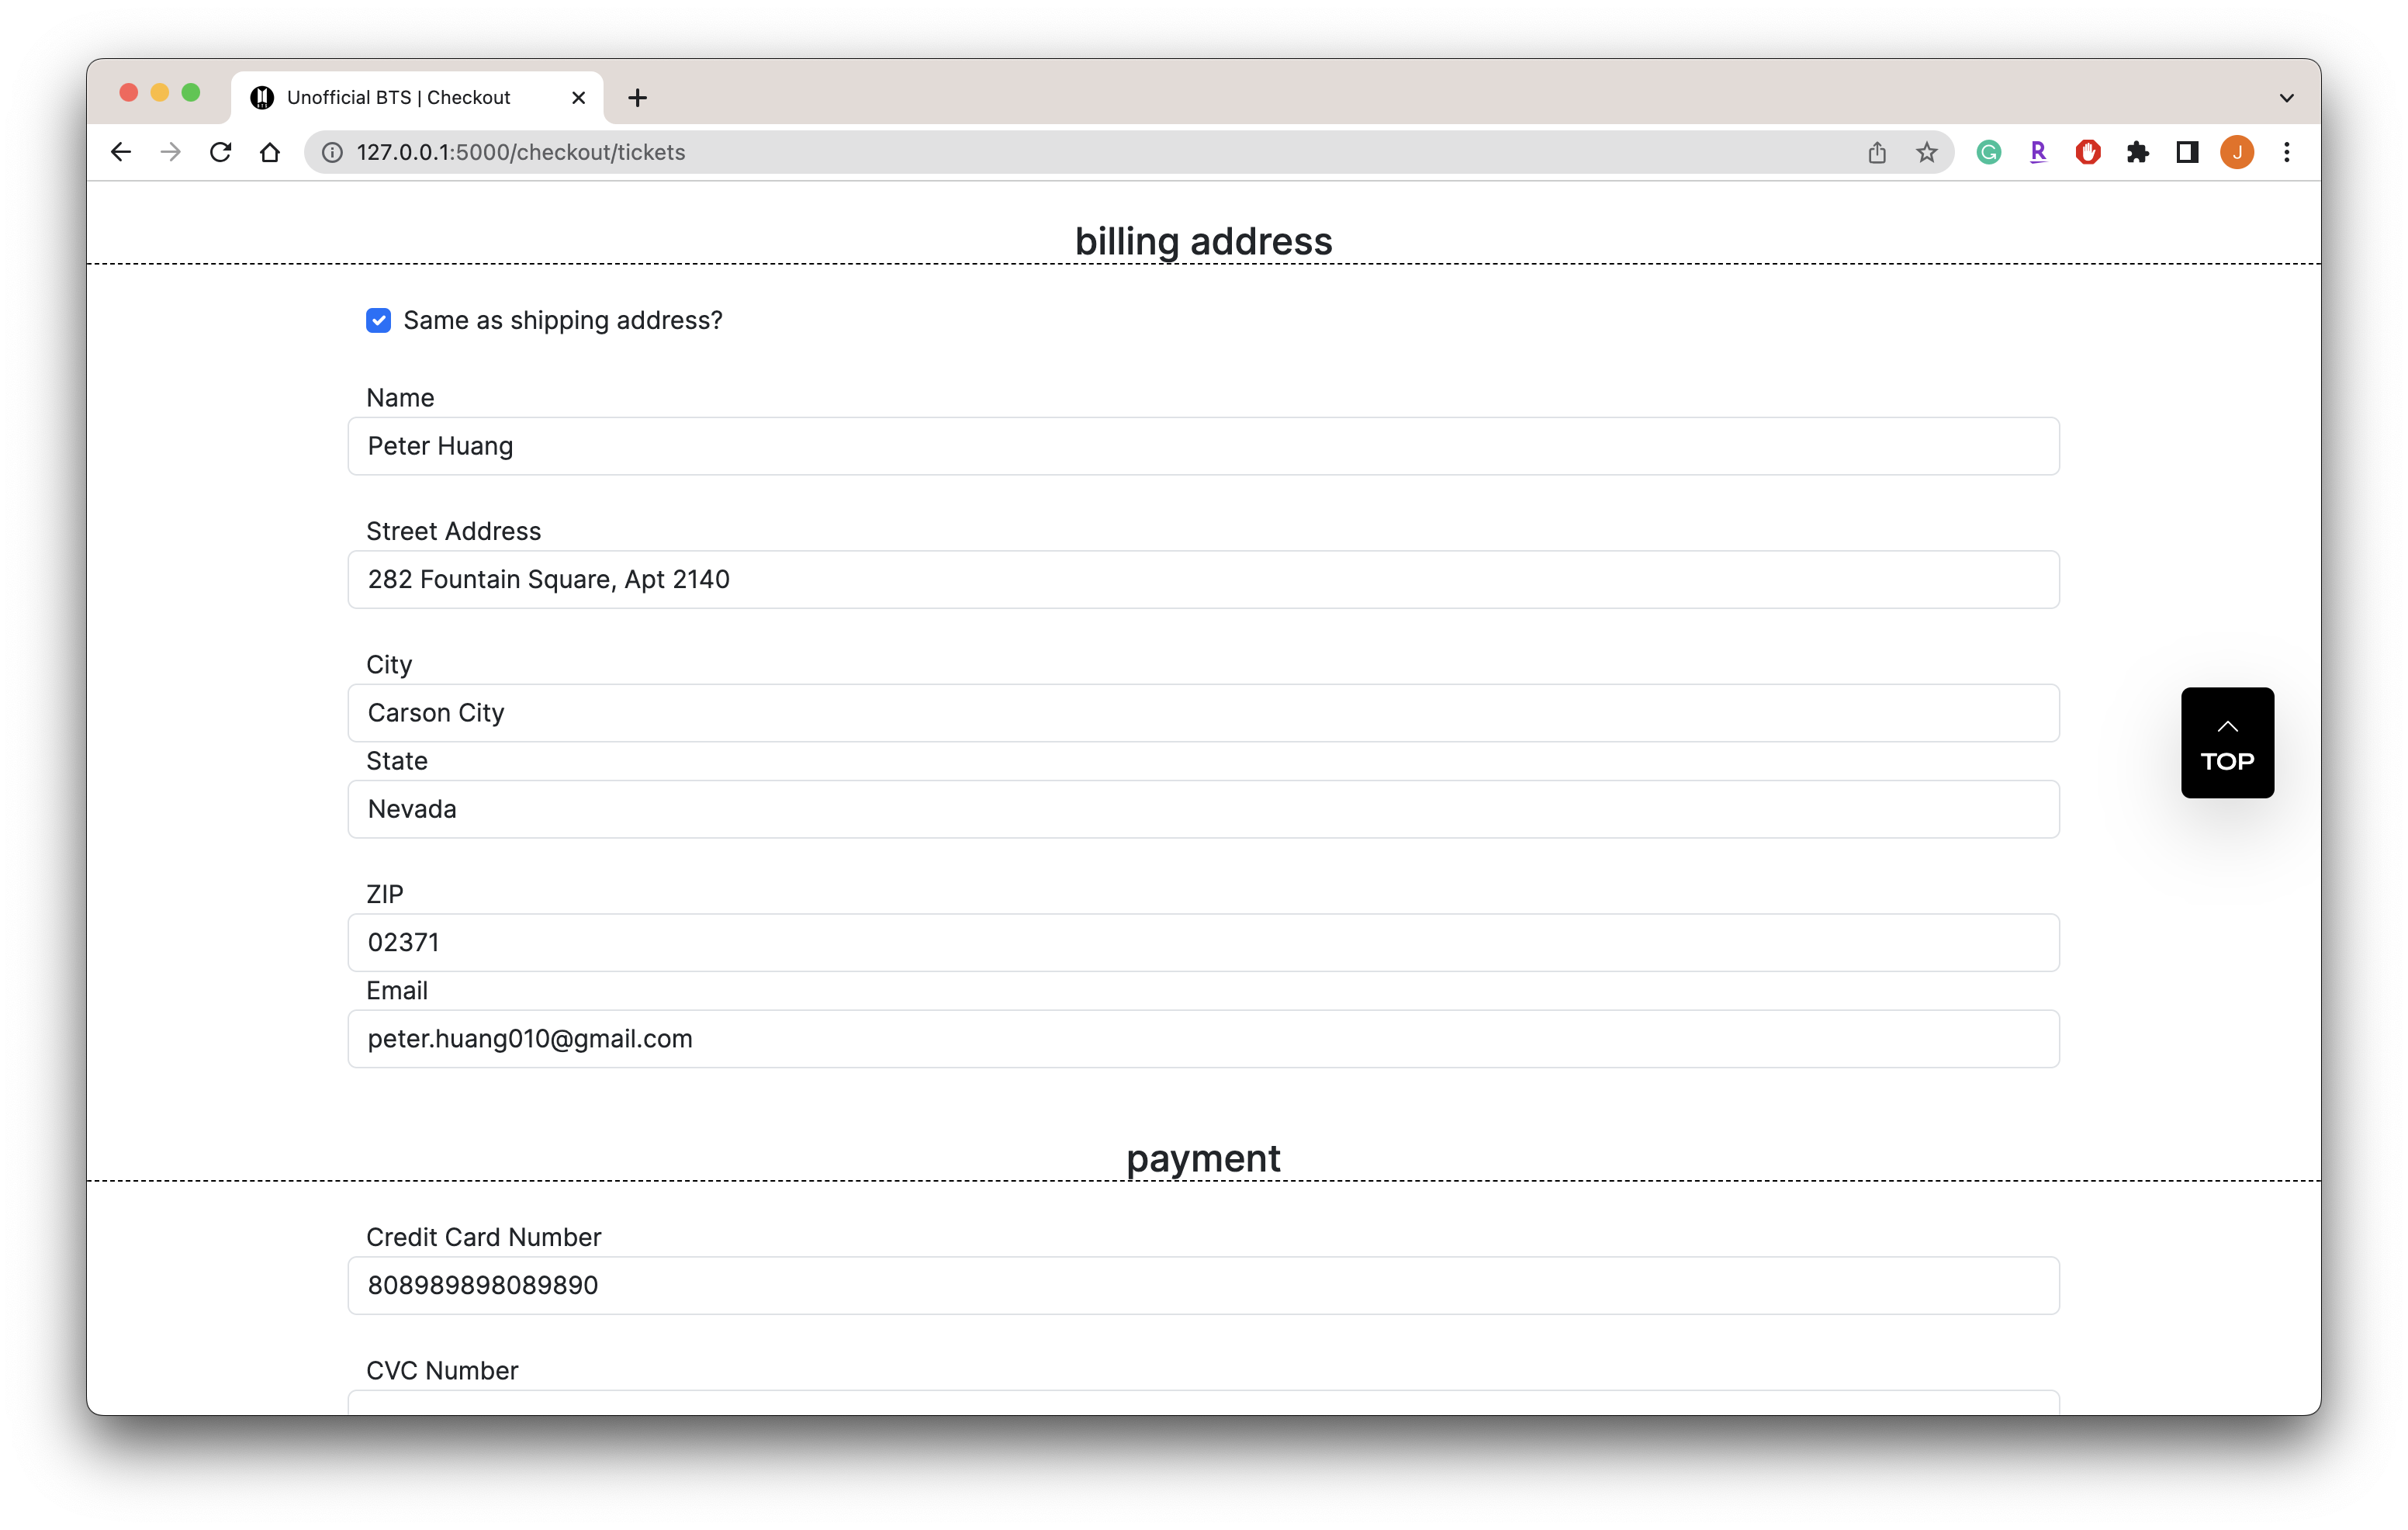 Unofficial BTS | Checkout
127.0.0.1:5000/checkout/tickets
J
billing address
Same as shipping address?
Name
Peter Huang
Street Address
282 Fountain Square, Apt 2140
City
Carson City
State
Nevada
TOP
ZIP
02371
Email
peter.huang010@gmail.com
payment
Credit Card Number
808989898089890
CVC Number